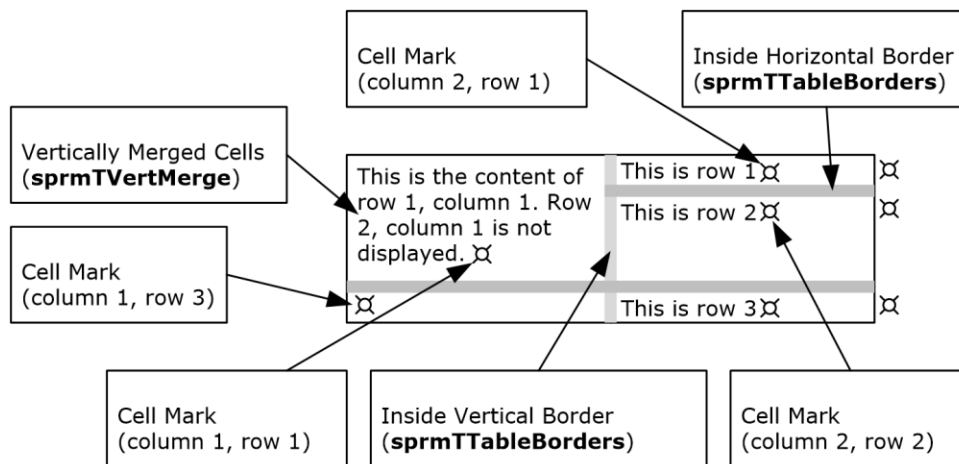 Cell Mark
(column 2, row 1)
Inside Horizontal Border
(sprmTTableBorders)
Vertically Merged Cells
(sprmTVertMerge)
This is the content of
row 1, column 1. Row
2, column 1 is not
displayed.
This is row 1
This is row 2
Cell Mark
(column 1, row 3)
This is row 3
Cell Mark
(column 1, row 1)
Inside Vertical Border
(sprmTTableBorders)
Cell Mark
(column 2, row 2)